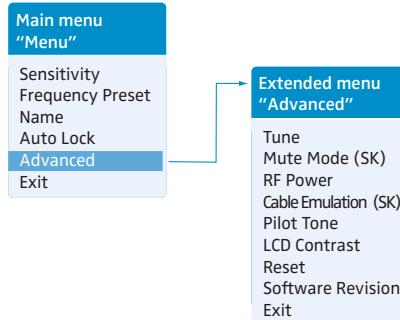 Main menu
“Menu”
Sensitivity
Frequency Preset
Name
Auto Lock
Advanced
Exit
Extended menu
“Advanced”
Tune
Mute Mode (SK)
RF Power
Cable Emulation (SK)
Pilot Tone
LCD Contrast
Reset
Software Revision
Exit